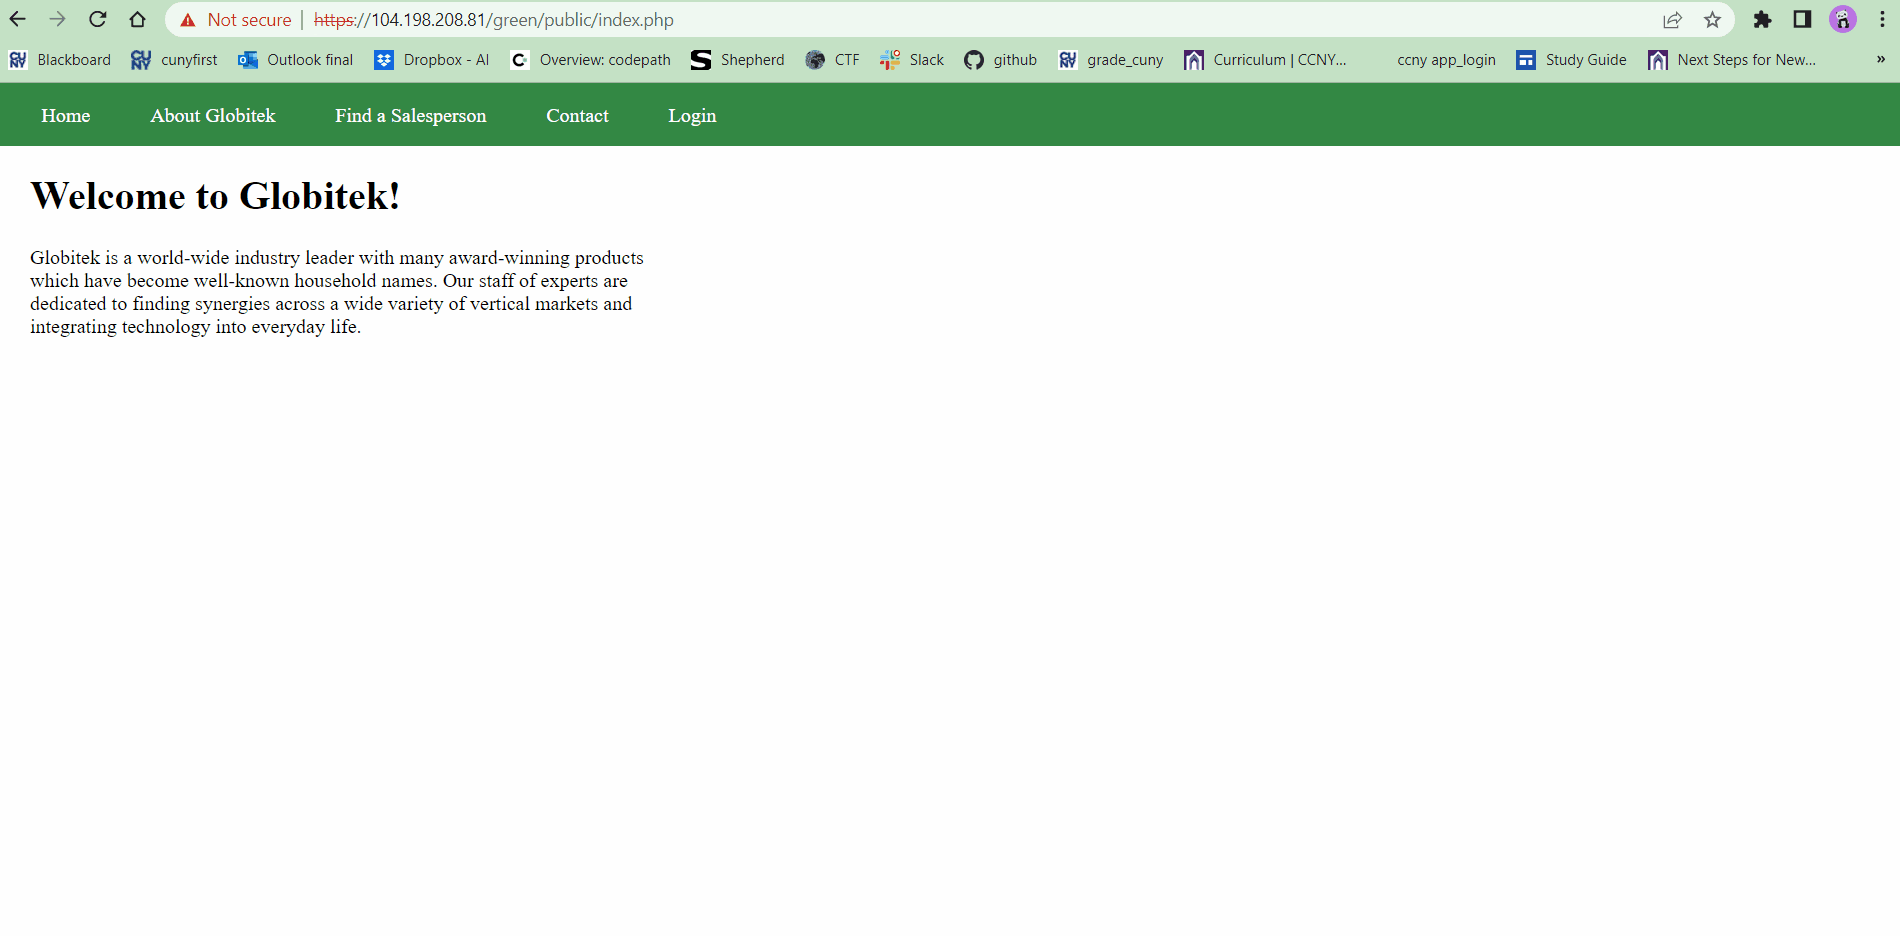 Not secure | https://104.198.208.81/green/public/index.php
Blackboard cunyfirst Outlook final Dropbox - AI Overview: codepath Shepherd CTF Slack github grade_cuny Curriculum | CCNY... ccny app_login Study Guide Next Steps for New... »
Home About Globitek Find a Salesperson Contact Login
Welcome to Globitek!
Globitek is a world-wide industry leader with many award-winning products
which have become well-known household names. Our staff of experts are
dedicated to finding synergies across a wide variety of vertical markets and
integrating technology into everyday life.